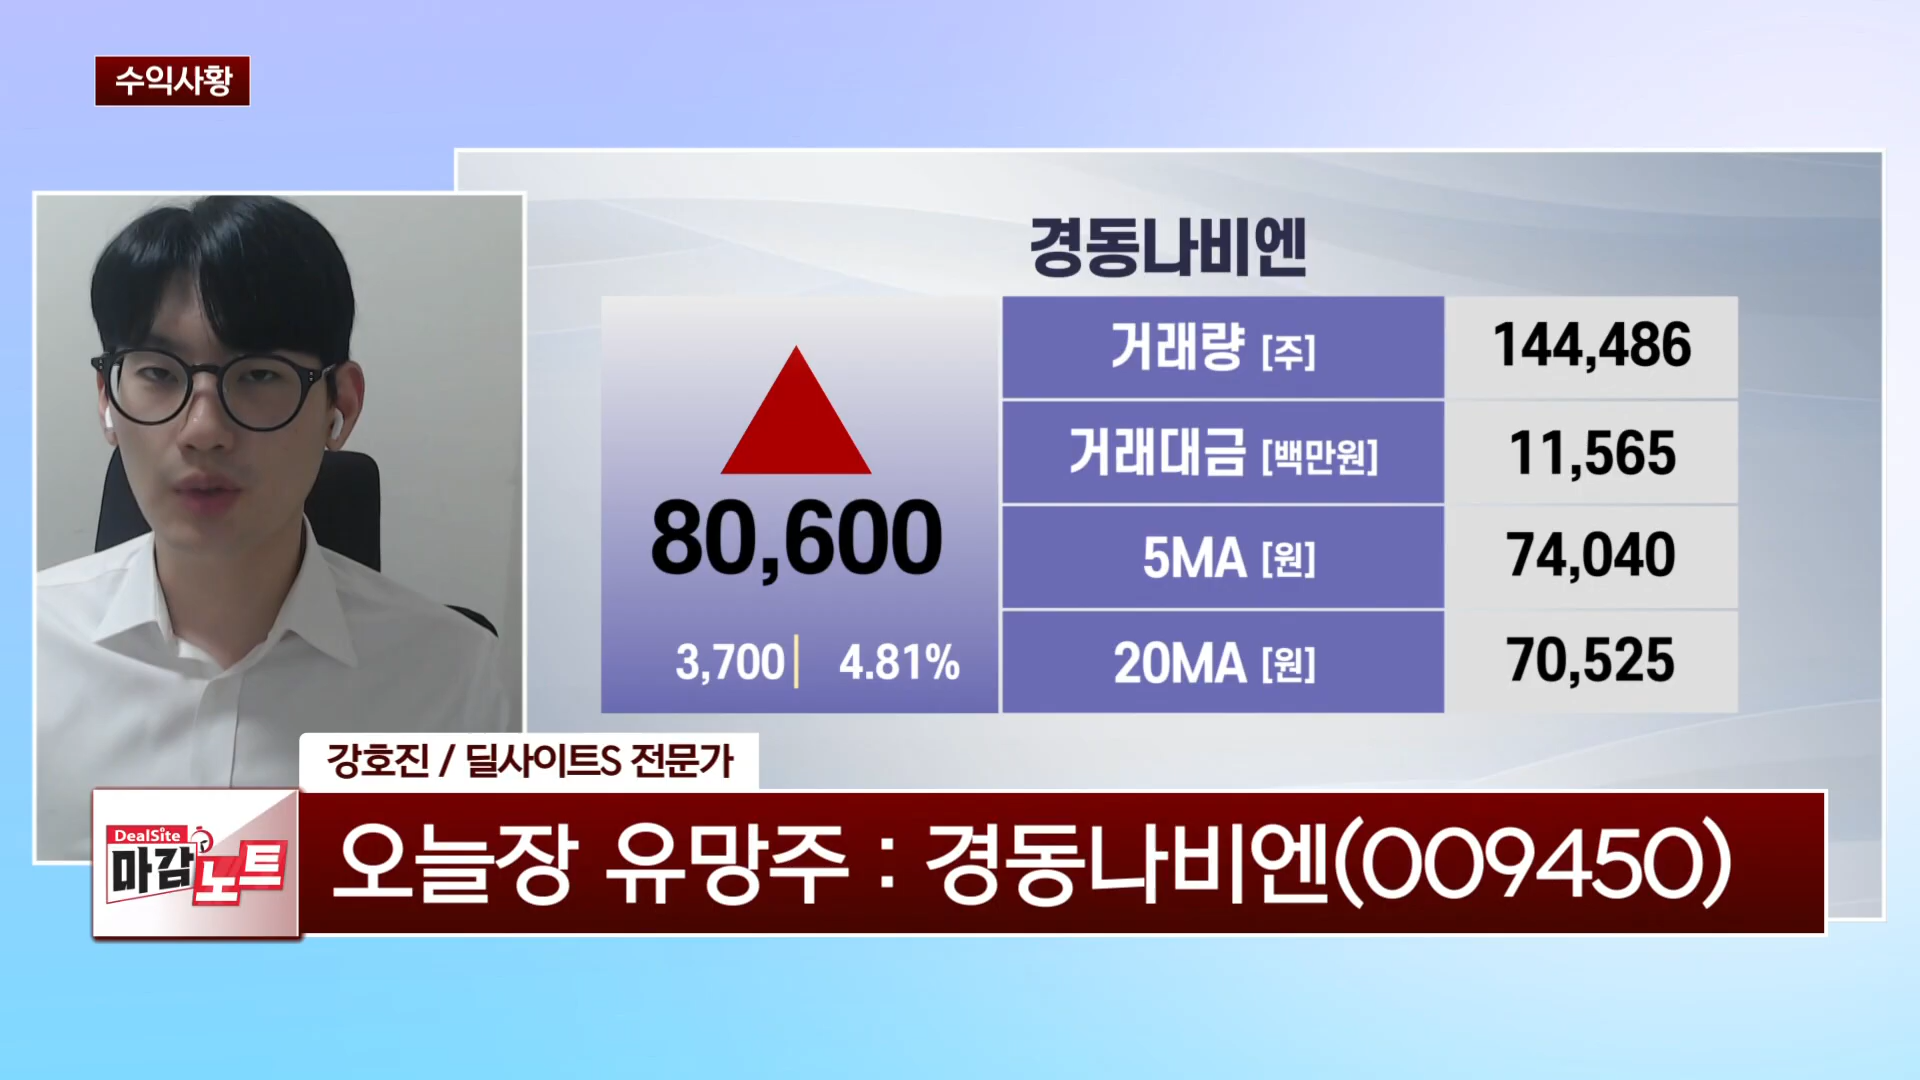 수익사황
경동나비엔
80,600
3,700 4.81%
거래량 [주] 144,486
거래대금 [백만원] 11,565
5MA [원] 74,040
20MA [원] 70,525
강호진 / 딜사이트S 전문가
DealSite
마감노트
오늘장 유망주 : 경동나비엔(009450)